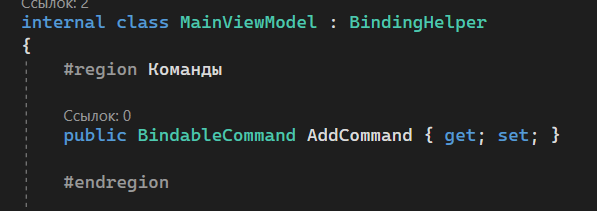 Ссылок: 2
internal class MainViewModel : BindingHelper
{
#region Команды
Ссылок: 0
public BindableCommand AddCommand { get; set; }
#endregion